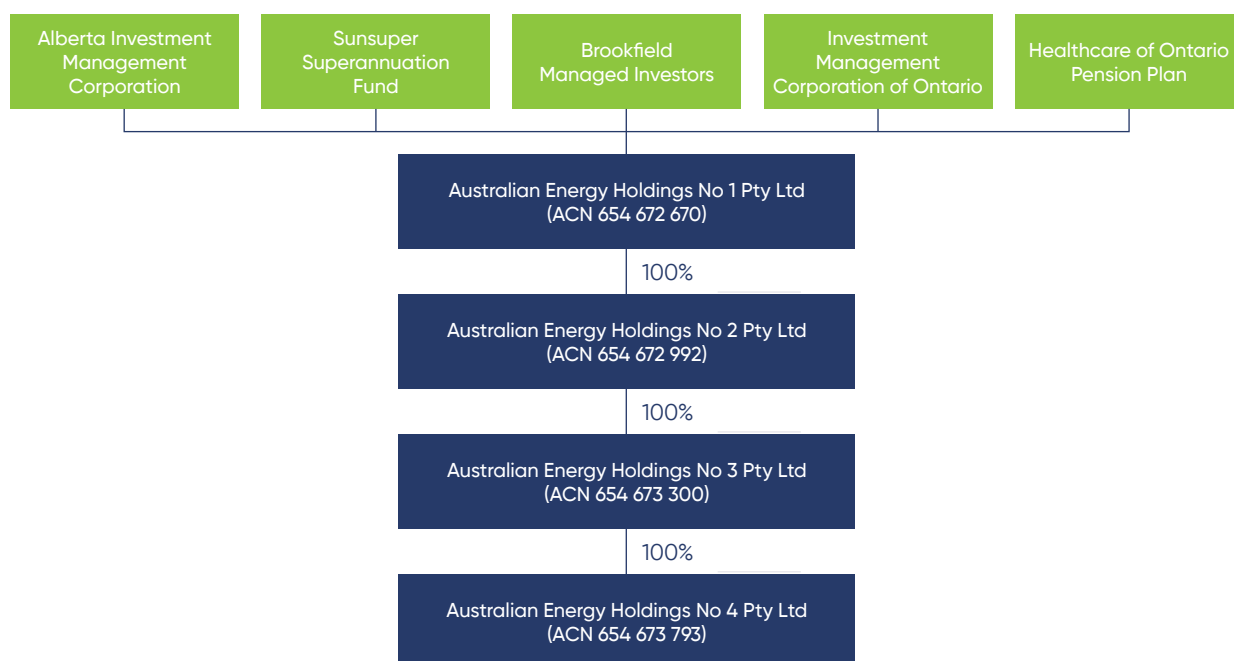 Alberta Investment
Management
Corporation
Sunsuper
Superannuation
Fund
Brookfield
Managed Investors
Investment
Management
Corporation of Ontario
Healthcare of Ontario
Pension Plan
Australian Energy Holdings No 1 Pty Ltd
(ACN 654 672 670)
100%
Australian Energy Holdings No 2 Pty Ltd
(ACN 654 672 992)
100%
Australian Energy Holdings No 3 Pty Ltd
(ACN 654 673 300)
100%
Australian Energy Holdings No 4 Pty Ltd
(ACN 654 673 793)